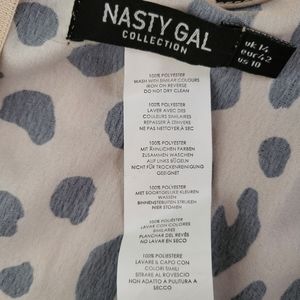 NASTY GAL
COLLECTION
uk 14
eur 42
us 10
100% POLYESTER
WASH WITH SIMILAR COLOURS
IRON ON REVERSE
DO NOT DRY CLEAN
100% POLYESTER
LAVER AVEC DES
COULEURS SIMILAIRES
REPASSER À L'ENVERS
NE PAS NETTOYER À SEC
100% POLYESTER
MIT ÄHNLICHEN FARBEN
ZUSAMMEN WASCHEN
AUF LINKS BÜGELN
NICHT FÜR TROCKENREINIGUNG
GEEIGNET
100% POLYESTER
MET SOORTGELIJKE KLEUREN
WASSEN
BINNENSTEBUITEN STRIJKEN
NIET STOMEN
100% POLIÉSTER
LAVAR CON COLORES
SIMILARES
PLANCHAR DEL REVÉS
NO LAVAR EN SECO
100% POLIESTERE
LAVARE IL CAPO CON
COLORI SIMILI
STIRARE AL ROVESCIO
NON ADATTO A PULITURA A
SECCO